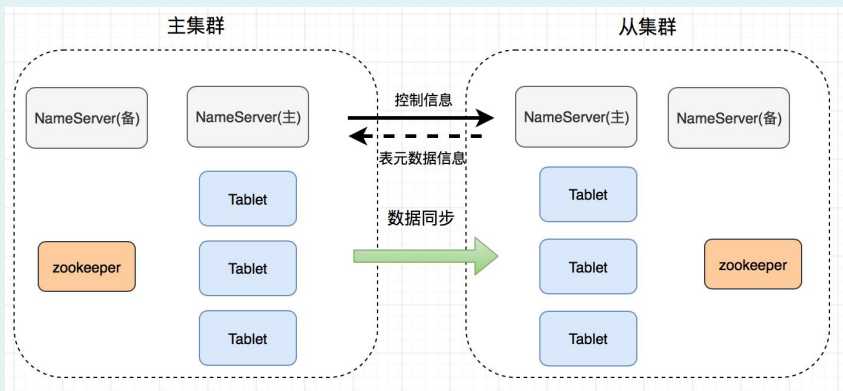 主集群
从集群
NameServer(备)
NameServer(主)
控制信息
NameServer(主)
NameServer(备)
表元数据信息
Tablet
Tablet
数据同步
zookeeper
Tablet
Tablet
zookeeper
Tablet
Tablet